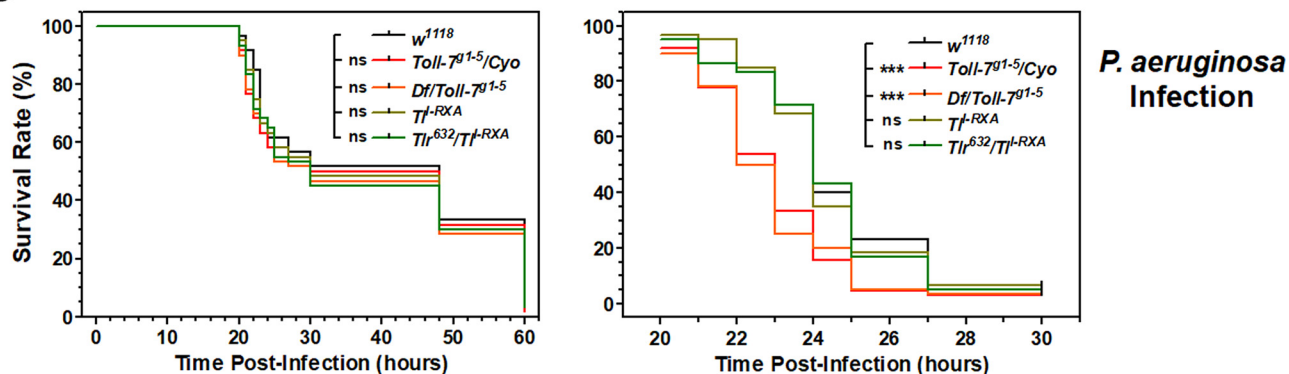 100
80
60
40
20
0
Survival Rate (%)
0 10 20 30 40 50 60
Time Post-Infection (hours)
w1118
ns Toll-7g1-5/Cyo
ns Df/Toll-7g1-5
ns Tll-RXA
ns Tlr632/Tll-RXA
100
80
60
40
20
0
20 22 24 26 28 30
Time Post-Infection (hours)
w1118
*** Toll-7g1-5/Cyo
*** Df/Toll-7g1-5
ns Tll-RXA
ns Tlr632/Tll-RXA
P. aeruginosa
Infection